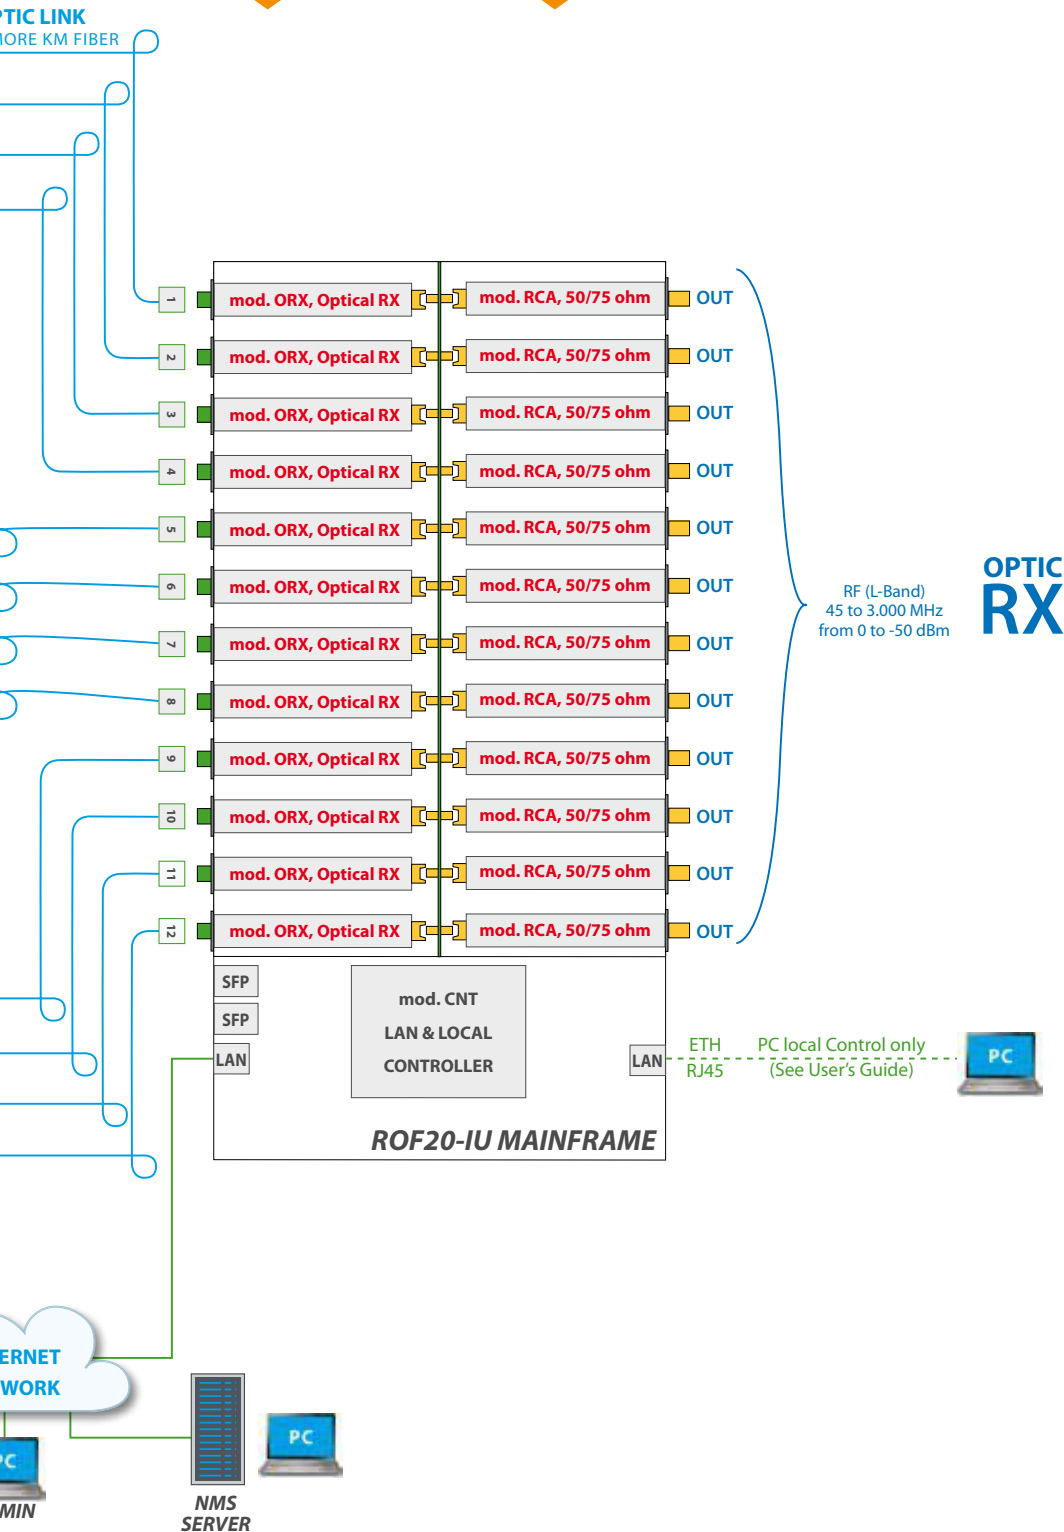 PTIC LINK
MORE KM FIBER
1 mod. ORX, Optical RX mod. RCA, 50/75 ohm OUT
2 mod. ORX, Optical RX mod. RCA, 50/75 ohm OUT
3 mod. ORX, Optical RX mod. RCA, 50/75 ohm OUT
4 mod. ORX, Optical RX mod. RCA, 50/75 ohm OUT
5 mod. ORX, Optical RX mod. RCA, 50/75 ohm OUT
6 mod. ORX, Optical RX mod. RCA, 50/75 ohm OUT
7 mod. ORX, Optical RX mod. RCA, 50/75 ohm OUT
8 mod. ORX, Optical RX mod. RCA, 50/75 ohm OUT
9 mod. ORX, Optical RX mod. RCA, 50/75 ohm OUT
10 mod. ORX, Optical RX mod. RCA, 50/75 ohm OUT
11 mod. ORX, Optical RX mod. RCA, 50/75 ohm OUT
12 mod. ORX, Optical RX mod. RCA, 50/75 ohm OUT
RF (L-Band)
45 to 3.000 MHz
from 0 to -50 dBm
OPTIC
RX
SFP
SFP
LAN
mod. CNT
LAN & LOCAL
CONTROLLER
LAN
ETH
RJ45
PC local Control only
(See User's Guide)
PC
ROF20-IU MAINFRAME
ERNET
WORK
PC
MIN
PC
NMS
SERVER